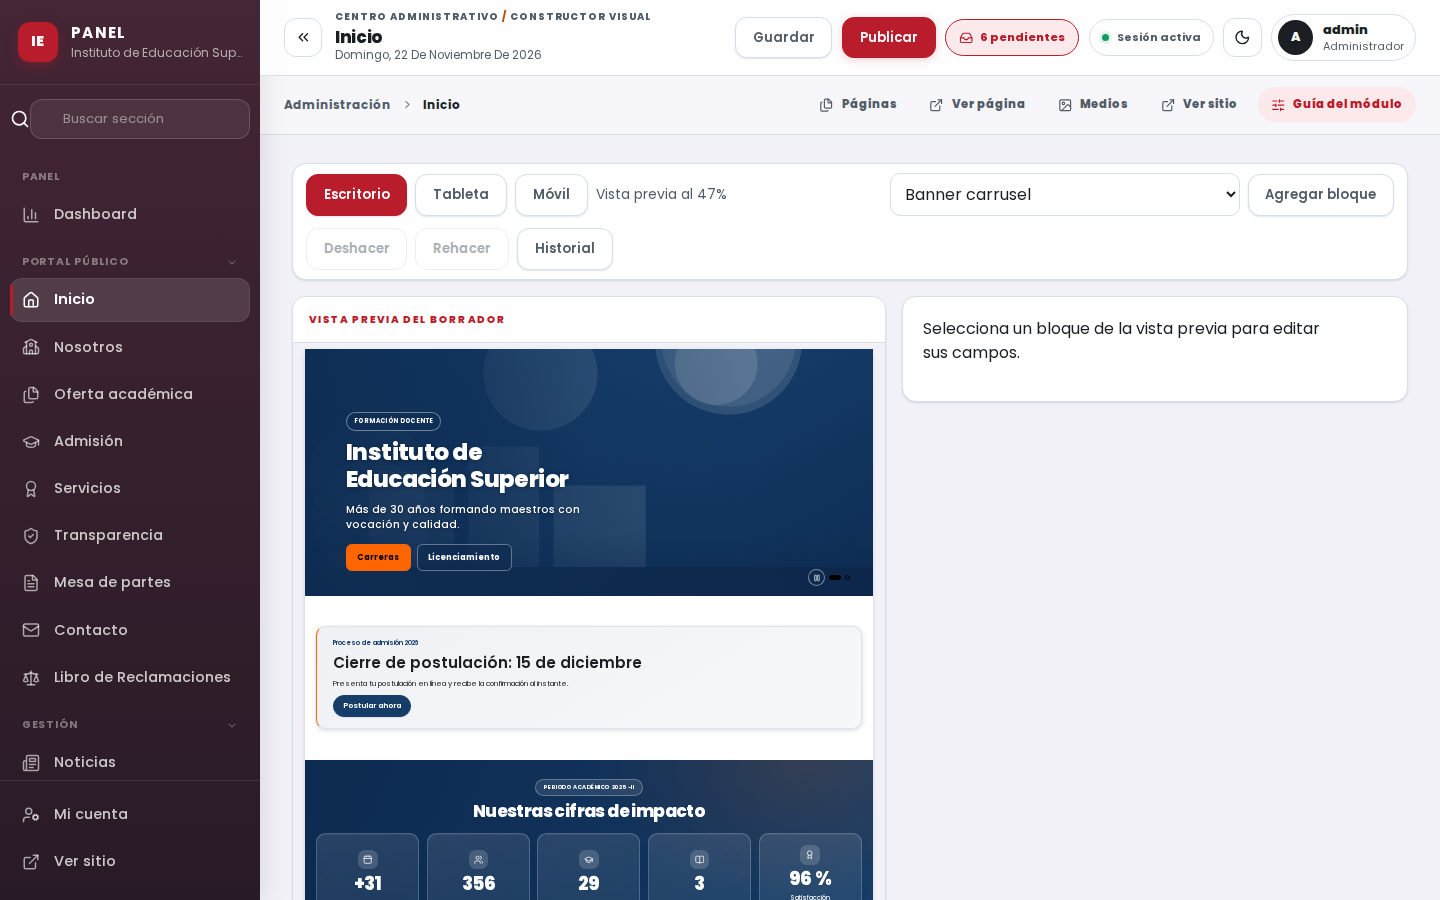 IE
PANEL
Instituto de Educación Sup...
Buscar sección
PANEL
Dashboard
PORTAL PÚBLICO
Inicio
Nosotros
Oferta académica
Admisión
Servicios
Transparencia
Mesa de partes
Contacto
Libro de Reclamaciones
GESTIÓN
Noticias
Mi cuenta
Ver sitio
CENTRO ADMINISTRATIVO / CONSTRUCTOR VISUAL
Inicio
Domingo, 22 De Noviembre De 2026
Guardar
Publicar
6 pendientes
Sesión activa
A
admin
Administrador
Administración > Inicio
Páginas
Ver página
Medios
Ver sitio
Guía del módulo
Escritorio
Tableta
Móvil
Vista previa al 47%
Banner carrusel
Agregar bloque
Deshacer
Rehacer
Historial
VISTA PREVIA DEL BORRADOR
FORMACIÓN DOCENTE
Instituto de
Educación Superior
Más de 30 años formando maestros con
vocación y calidad.
Carreras
Licenciamiento
Proceso de admisión 2026
Cierre de postulación: 15 de diciembre
Presenta tu postulación en línea y recibe la confirmación al instante.
Postular ahora
PERIODO ACADÉMICO 2025-II
Nuestras cifras de impacto
+31
356
29
3
96 %
Satisfacción
Selecciona un bloque de la vista previa para editar
sus campos.